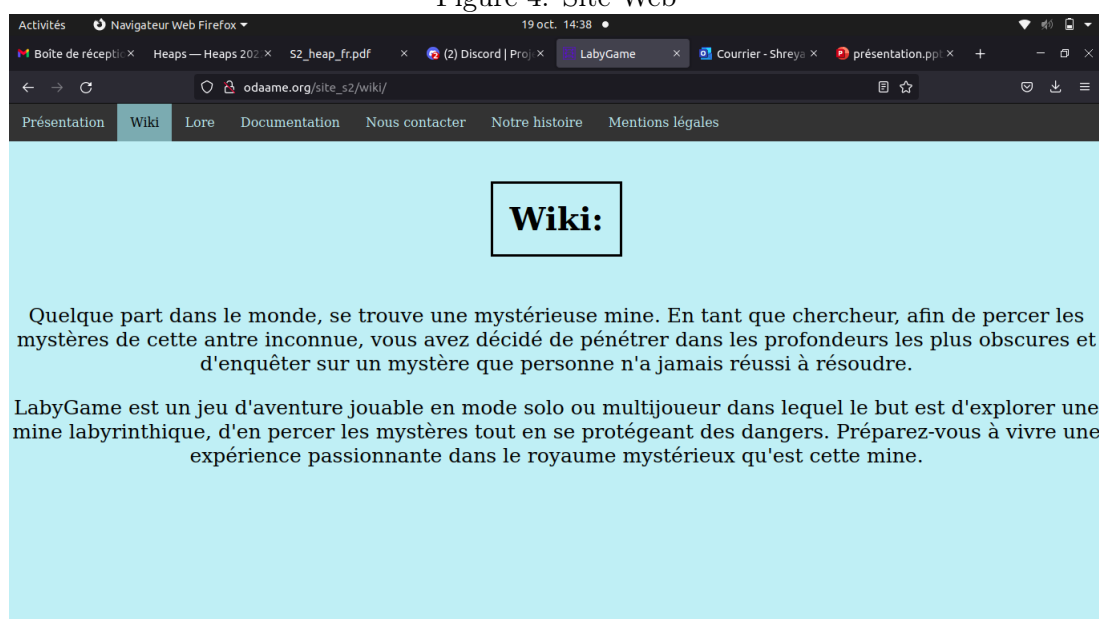 Figure 4: Site Web
Activités Navigateur Web Firefox 19 oct. 14:38
Boîte de réceptic Heaps — Heaps 202 S2_heap_fr.pdf (2) Discord | Proj LabyGame Courrier - Shreya présentation.ppt
odaame.org/site_s2/wiki/
Présentation Wiki Lore Documentation Nous contacter Notre histoire Mentions légales
Wiki:
Quelque part dans le monde, se trouve une mystérieuse mine. En tant que chercheur, afin de percer les
mystères de cette antre inconnue, vous avez décidé de pénétrer dans les profondeurs les plus obscures et
d'enquêter sur un mystère que personne n'a jamais réussi à résoudre.
LabyGame est un jeu d'aventure jouable en mode solo ou multijoueur dans lequel le but est d'explorer une
mine labyrinthique, d'en percer les mystères tout en se protégeant des dangers. Préparez-vous à vivre une
expérience passionnante dans le royaume mystérieux qu'est cette mine.